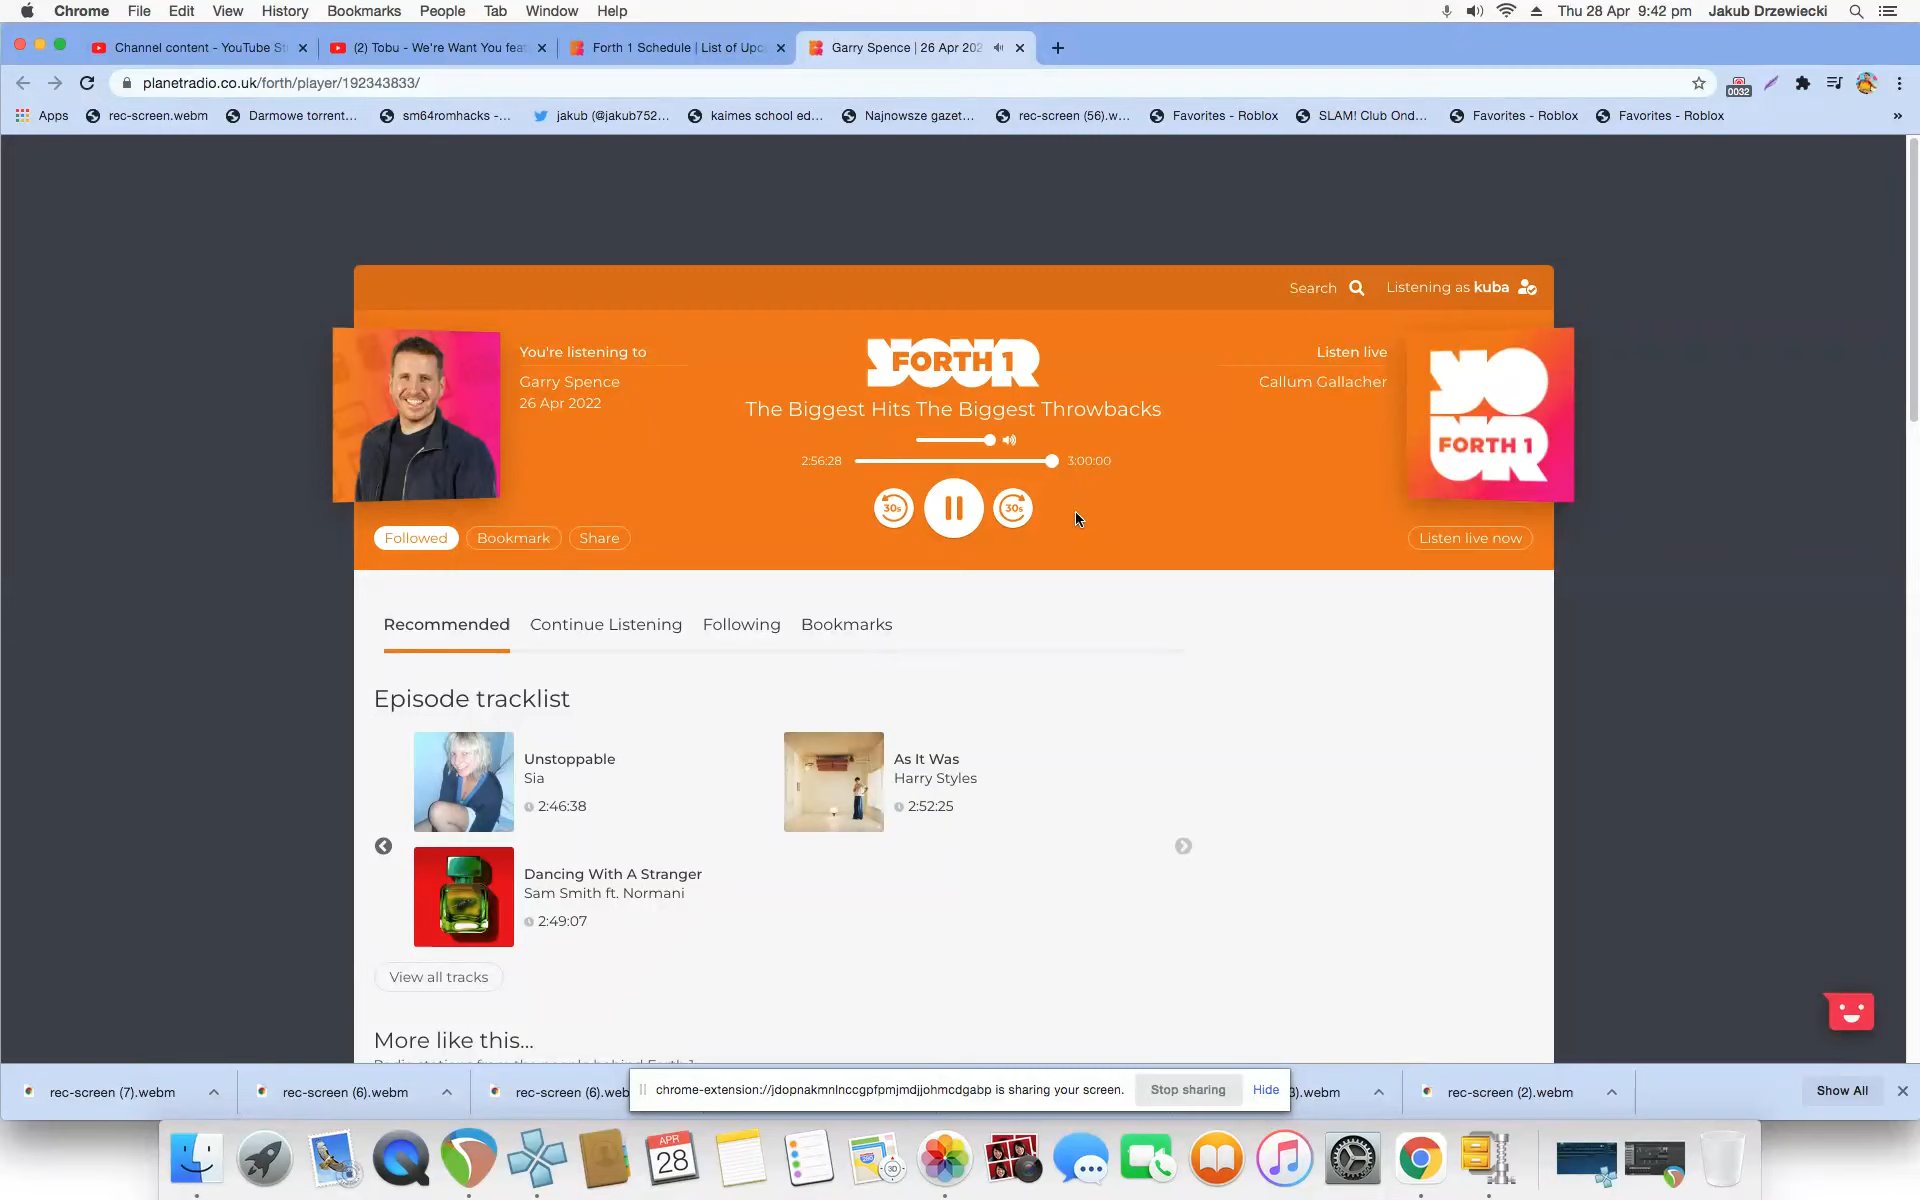 Chrome File Edit View History Bookmarks People Tab Window Help Thu 28 Apr 9:42 pm Jakub Drzewiecki
Channel content - YouTube St (2) Tobu - We're Want You fea Forth 1 Schedule | List of Upc Garry Spence | 26 Apr 202
planetradio.co.uk/forth/player/192343833/
0032
Apps rec-screen.webm Darmowe torrent... sm64romhacks -... jakub (@jakub752... kaimes school ed... Najnowsze gazet... rec-screen (56).w... Favorites - Roblox SLAM! Club Ond... Favorites - Roblox Favorites - Roblox »
Search Listening as kuba
You're listening to
Garry Spence
26 Apr 2022
YOUR
FORTH 1
The Biggest Hits The Biggest Throwbacks
2:56:28 3:00:00
30s 30s
Listen live
Callum Gallacher
YO
FORTH 1
UR
Followed Bookmark Share
Listen live now
Recommended Continue Listening Following Bookmarks
Episode tracklist
Unstoppable
Sia
2:46:38
As It Was
Harry Styles
2:52:25
Dancing With A Stranger
Sam Smith ft. Normani
2:49:07
View all tracks
More like this...
rec-screen (7).webm rec-screen (6).webm rec-screen (6).web 3).webm rec-screen (2).webm Show All
chrome-extension://jdopnakmnlnccgpfpmjmdjjohmcdgabp is sharing your screen. Stop sharing Hide
APR
28